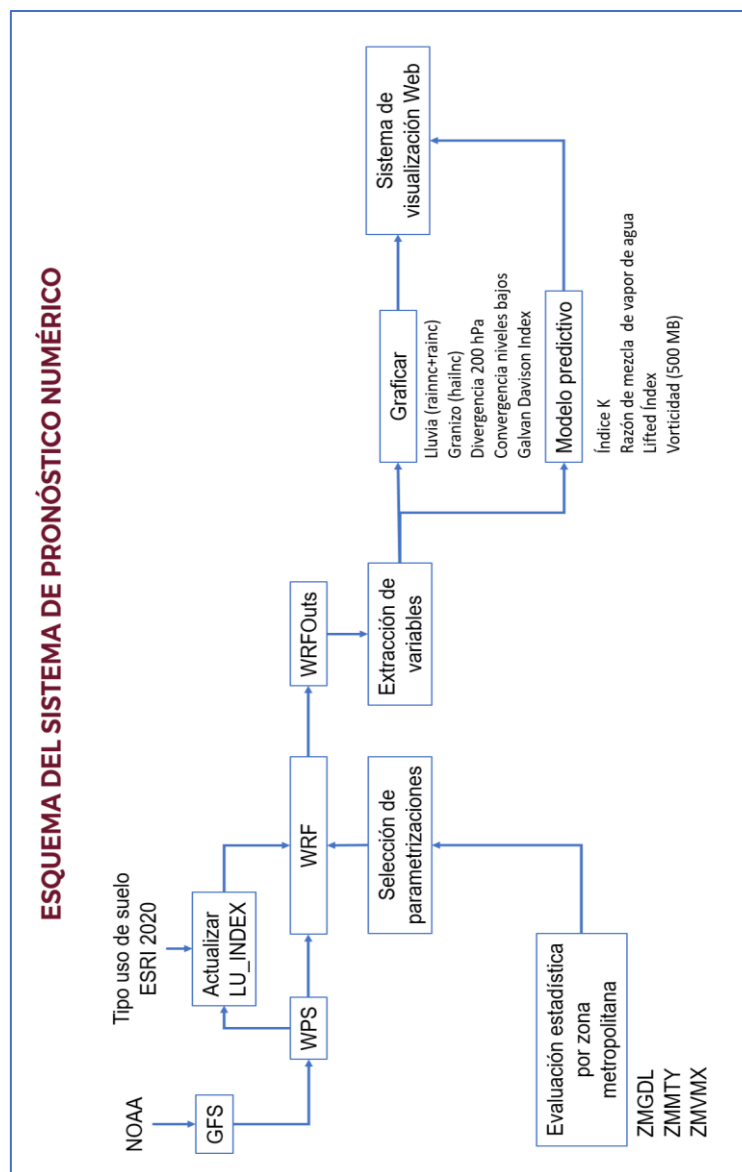 ESQUEMA DEL SISTEMA DE PRONÓSTICO NUMÉRICO
NOAA
GFS
Tipo uso de suelo
ESRI 2020
Actualizar
LU_INDEX
WPS
WRF
Selección de
parametrizaciones
Evaluación estadística
por zona
metropolitana
ZMGDL
ZMMTY
ZMVMX
WRFOuts
Extracción de
variables
Graficar
Lluvia (rainnc+rainc)
Granizo (hailnc)
Divergencia 200 hPa
Convergencia niveles bajos
Galvan Davison Index
Modelo predictivo
Índice K
Razón de mezcla de vapor de agua
Lifted Índex
Vorticidad (500 MB)
Sistema de
visualización Web